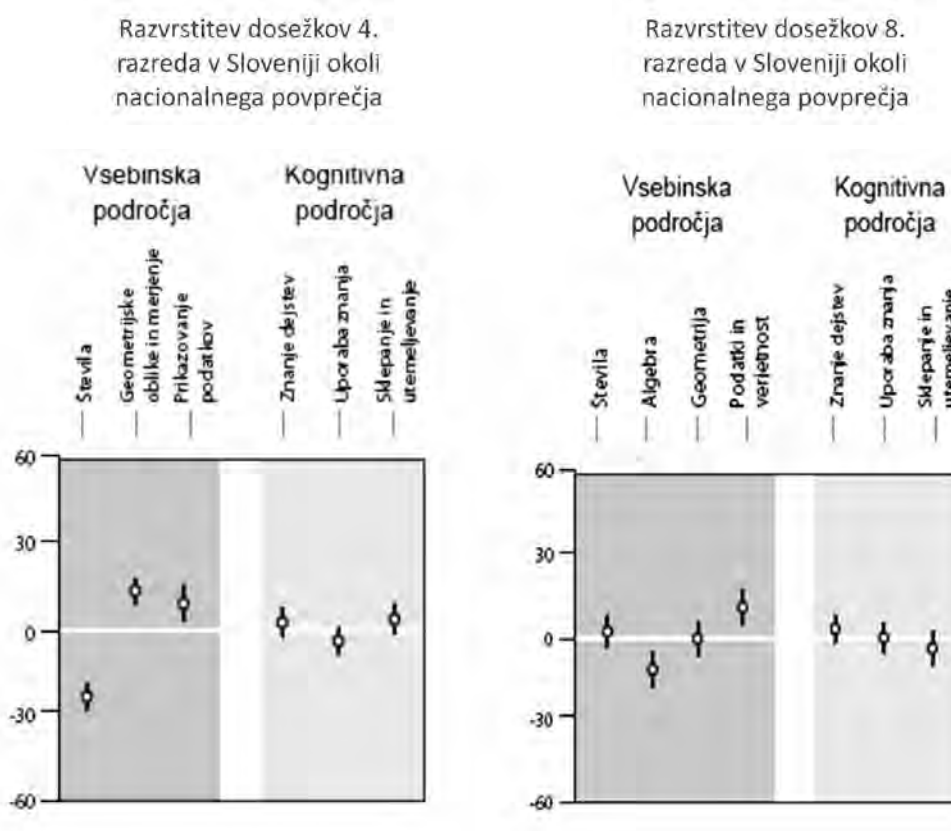 Razvrstitev dosežkov 4.
razreda v Sloveniji okoli
nacionalnega povprečja
Vsebinska
področja
Kognitivna
področja
Števila
Geometrijske
oblike in merjenje
Prikazovanje
podatkov
Znanje dejstev
Uporaba znanja
Sklepanje in
utemeljevanje
60
30
0
-30
-60
Razvrstitev dosežkov 8.
razreda v Sloveniji okoli
nacionalnega povprečja
Vsebinska
področja
Kognitivna
področja
Števila
Algebra
Geometrija
Podatki in
verjetnost
Znanje dejstev
Uporaba znanja
Sklepanje in
utemeljevanje
60
30
0
-30
-60